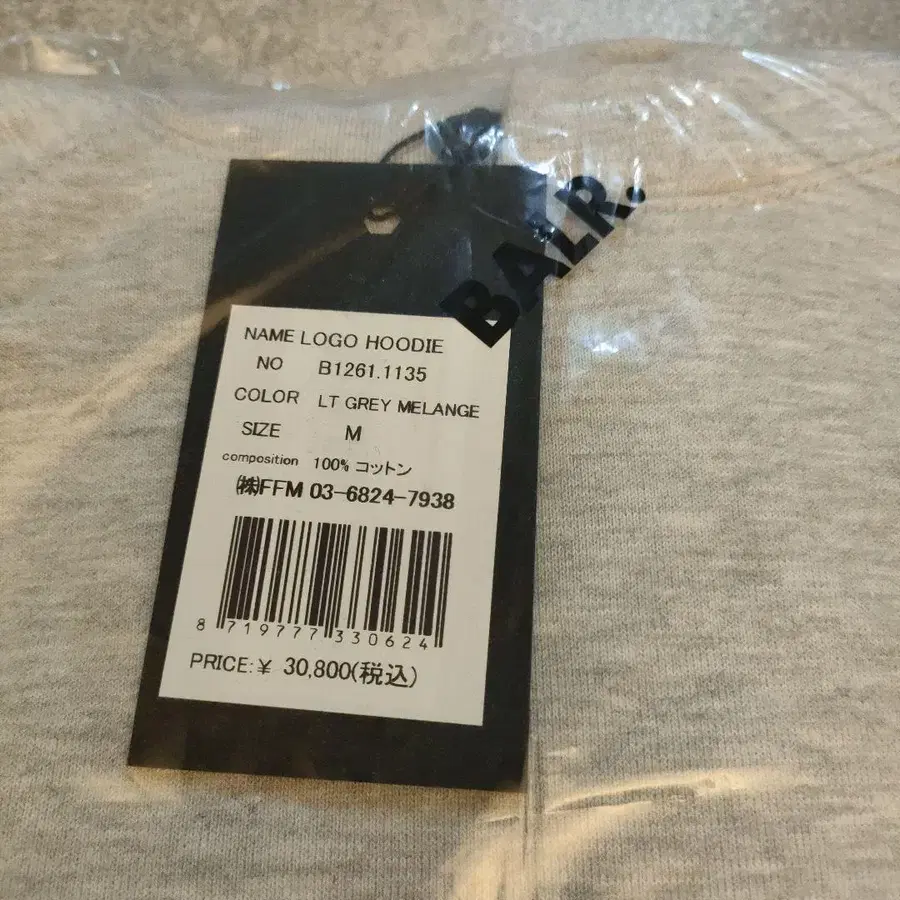 BALR.
NAME LOGO HOODIE
NO B1261.1135
COLOR LT GREY MELANGE
SIZE M
composition 100% コットン
㈱FFM 03-6824-7938
8 719777 330624
PRICE:¥ 30,800(税込)